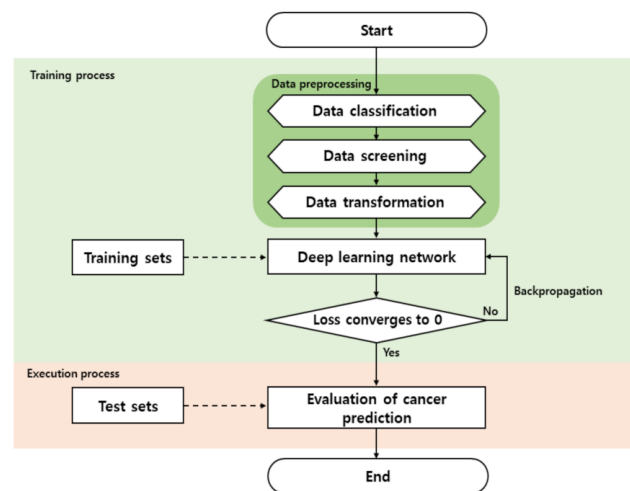 Start
Training process
Data preprocessing
Data classification
Data screening
Data transformation
Training sets
Deep learning network
Backpropagation
No
Loss converges to 0
Yes
Execution process
Test sets
Evaluation of cancer
prediction
End